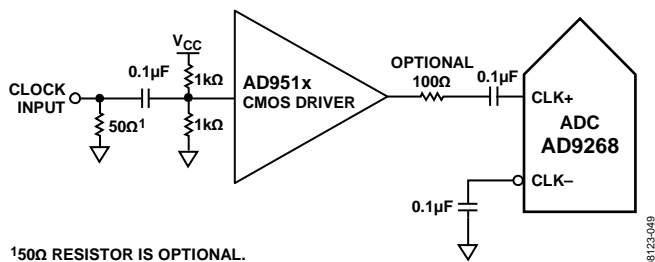 VCC
0.1µF
1kΩ
AD951x
CMOS DRIVER
OPTIONAL
100Ω
0.1µF
CLOCK
INPUT
50Ω1
1kΩ
CLK+
ADC
AD9268
CLK–
0.1µF
150Ω RESISTOR IS OPTIONAL.
08123-049